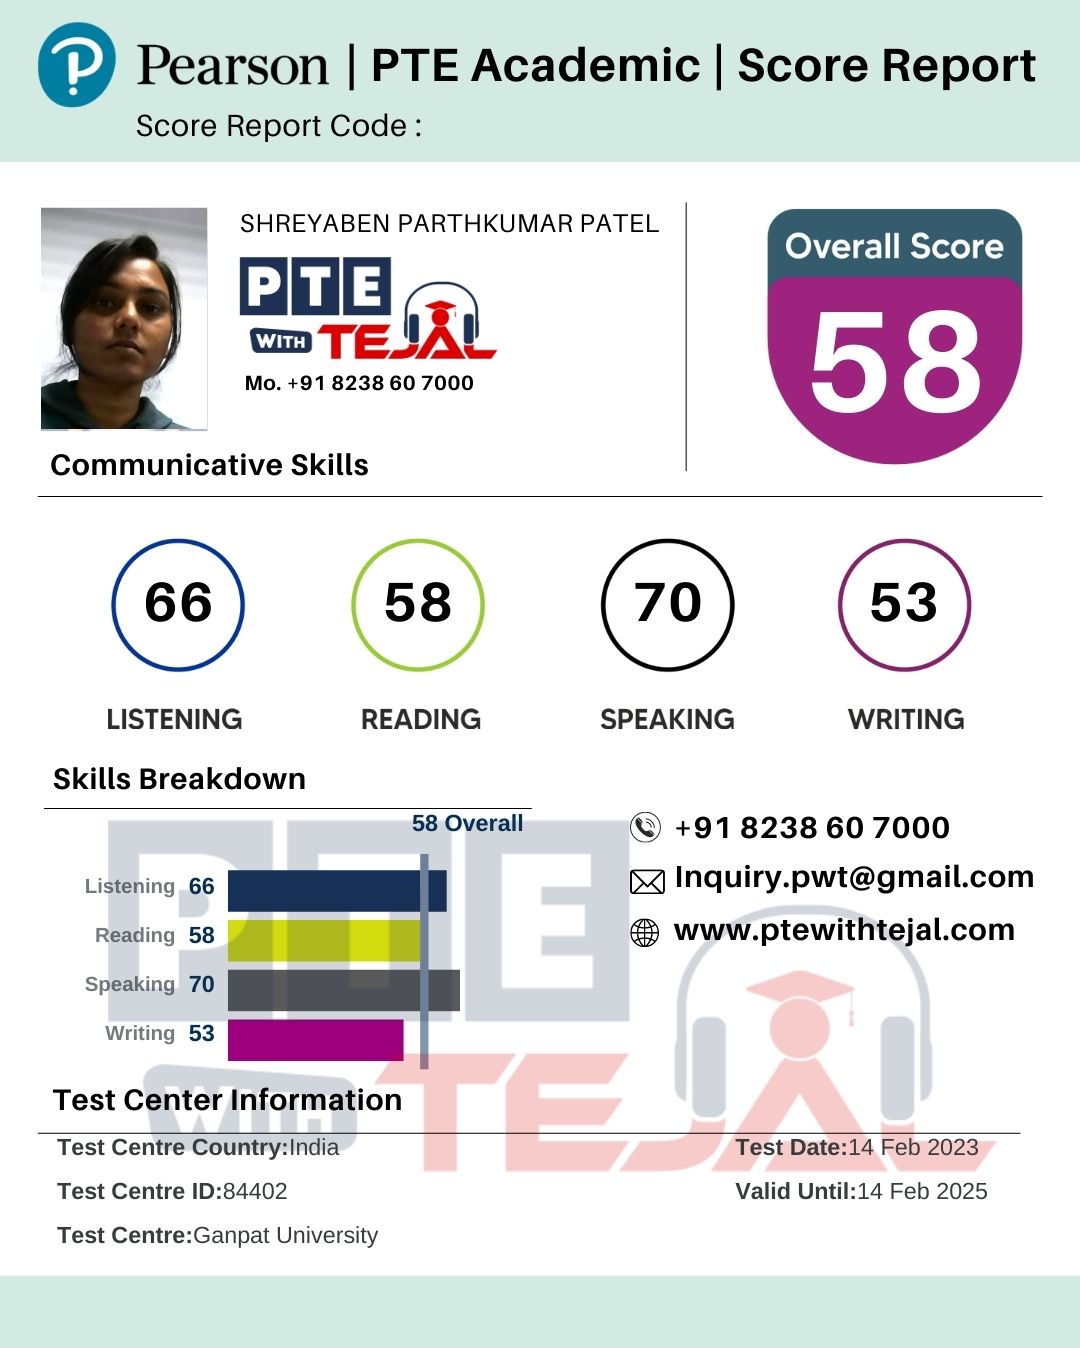 Pearson | PTE Academic | Score Report
Score Report Code :
SHREYABEN PARTHKUMAR PATEL
PTE
WITH TEJAL
Mo. +91 8238 60 7000
Overall Score
58
Communicative Skills
66 58 70 53
LISTENING READING SPEAKING WRITING
Skills Breakdown
58 Overall
Listening 66
Reading 58
Speaking 70
Writing 53
+91 8238 60 7000
Inquiry.pwt@gmail.com
www.ptewithtejal.com
PTE
WITH TEJAL
Test Center Information
Test Centre Country:India
Test Date:14 Feb 2023
Test Centre ID:84402
Valid Until:14 Feb 2025
Test Centre:Ganpat University